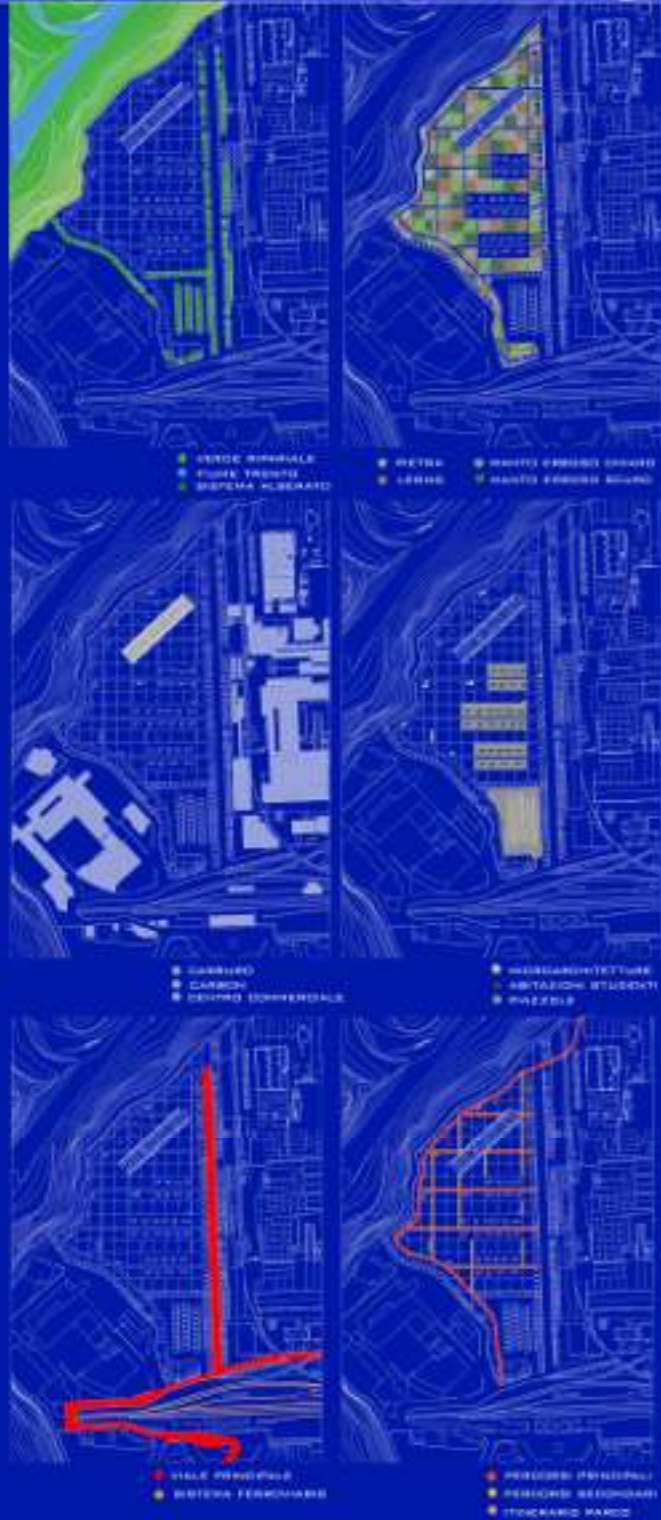 VERDE RIPARIALE
FIUME TRONTO
SISTEMA ALBERATO
PIETRA
LEGNO
MANTO ERBOSO CHIARO
MANTO ERBOSO SCURO
CARBURO
CARBON
CENTRO COMMERCIALE
MICROARCHITETTURE
ABITAZIONI STUDENTI
PIAZZOLE
VIALE PRINCIPALE
SISTEMA FERROVIARIO
PERCORSI PRINCIPALI
PERCORSI SECONDARI
ITINERARIO PARCO